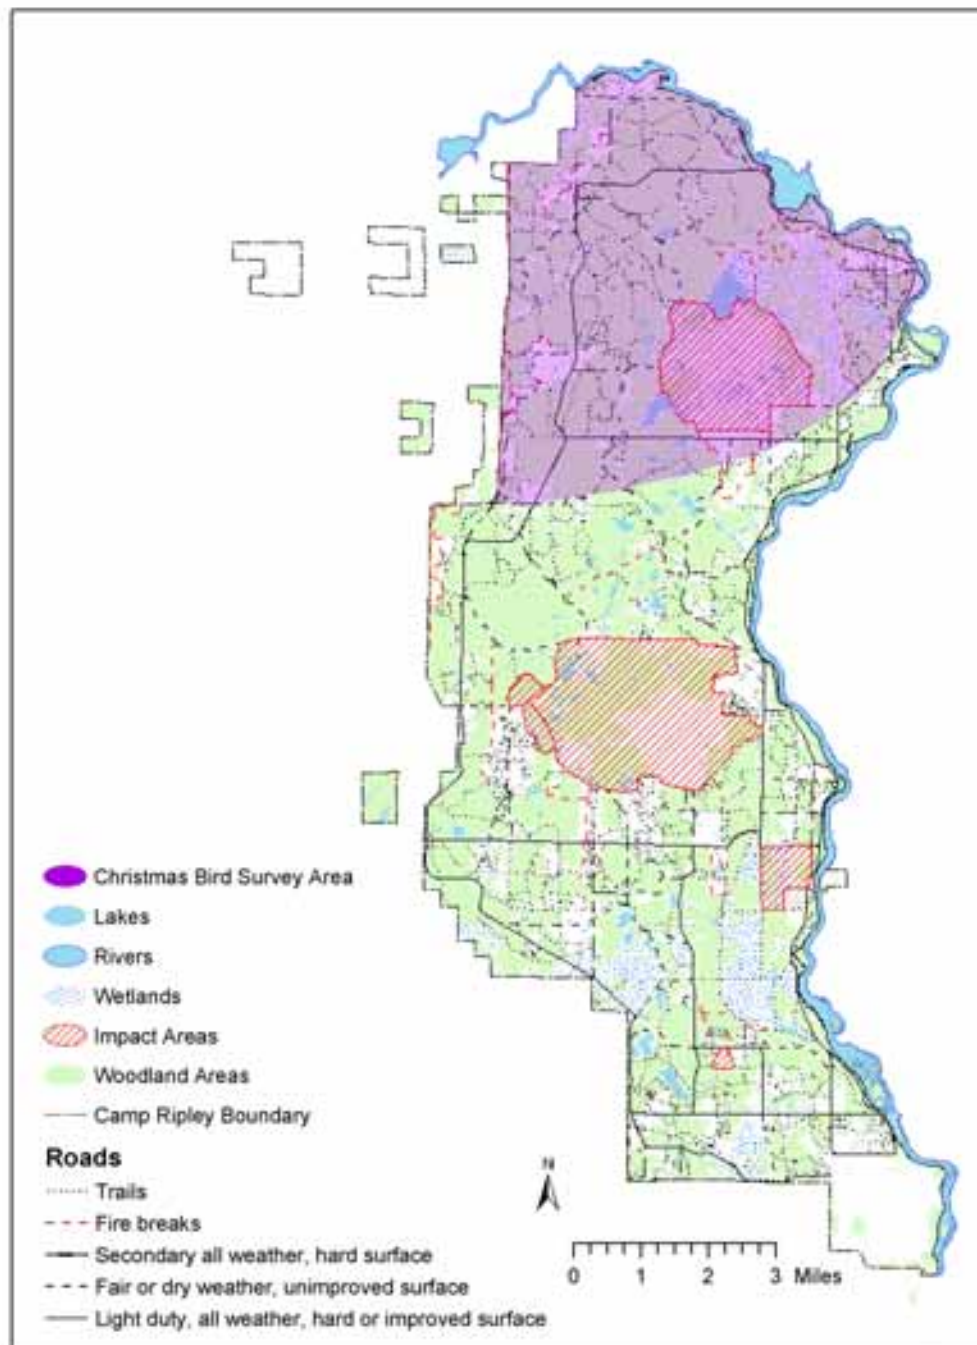 Christmas Bird Survey Area
Lakes
Rivers
Wetlands
Impact Areas
Woodland Areas
Camp Ripley Boundary
Roads
Trails
Fire breaks
Secondary all weather, hard surface
Fair or dry weather, unimproved surface
Light duty, all weather, hard or improved surface
N
0 1 2 3 Miles